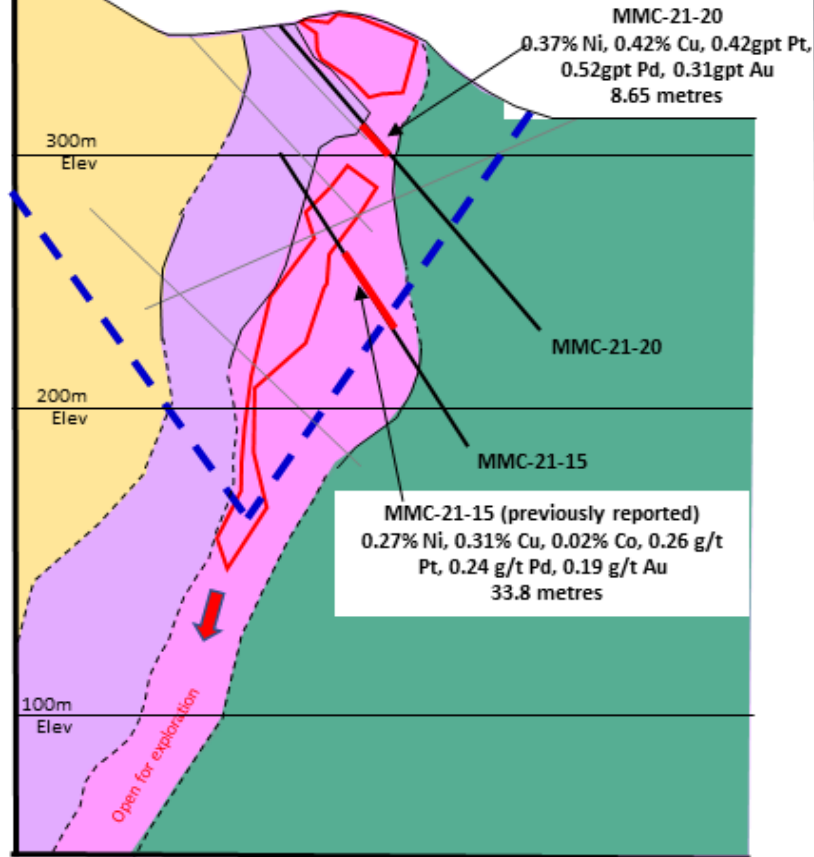 MMC-21-20
0.37% Ni, 0.42% Cu, 0.42gpt Pt,
0.52gpt Pd, 0.31gpt Au
8.65 metres
300m
Elev
MMC-21-20
200m
Elev
MMC-21-15
MMC-21-15 (previously reported)
0.27% Ni, 0.31% Cu, 0.02% Co, 0.26 g/t
Pt, 0.24 g/t Pd, 0.19 g/t Au
33.8 metres
100m
Elev
Open for exploration